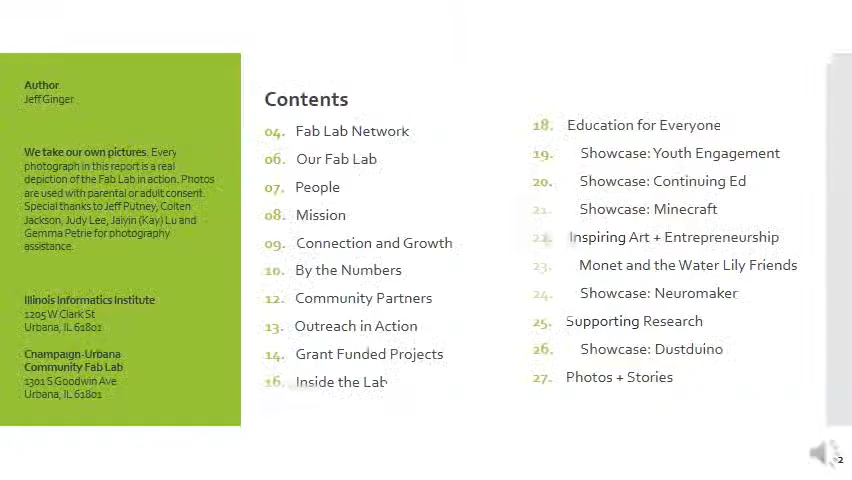 Author
Jeff Ginger
We take our own pictures. Every
photograph in this report is a real
depiction of the Fab Lab in action. Photos
are used with parental or adult consent.
Special thanks to Jeff Putney, Colten
Jackson, Judy Lee, Jaiyin (Kay) Lu and
Gemma Petrie for photography
assistance.
Illinois Informatics Institute
1205 W Clark St
Urbana, IL 61801
Champaign-Urbana
Community Fab Lab
1301 S Goodwin Ave
Urbana, IL 61801
Contents
04. Fab Lab Network
06. Our Fab Lab
07. People
08. Mission
09. Connection and Growth
10. By the Numbers
12. Community Partners
13. Outreach in Action
14. Grant Funded Projects
16. Inside the Lab
18. Education for Everyone
19. Showcase: Youth Engagement
20. Showcase: Continuing Ed
21. Showcase: Minecraft
22. Inspiring Art + Entrepreneurship
23. Monet and the Water Lily Friends
24. Showcase: Neuromaker
25. Supporting Research
26. Showcase: Dustduino
27. Photos + Stories
2